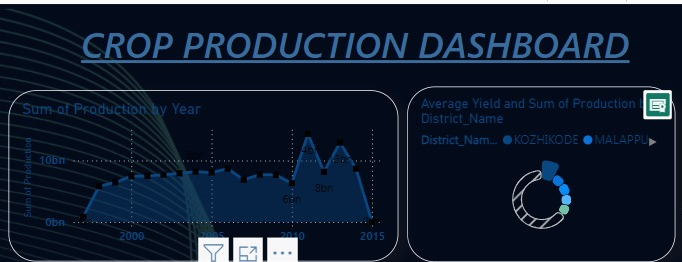 CROP PRODUCTION DASHBOARD
Sum of Production by Year
Sum of Production
10bn
0bn
6bn
8bn
2000
2005
2010
2015
Average Yield and Sum of Production b
District_Name
District_Nam... KOZHIKODE MALAPPU